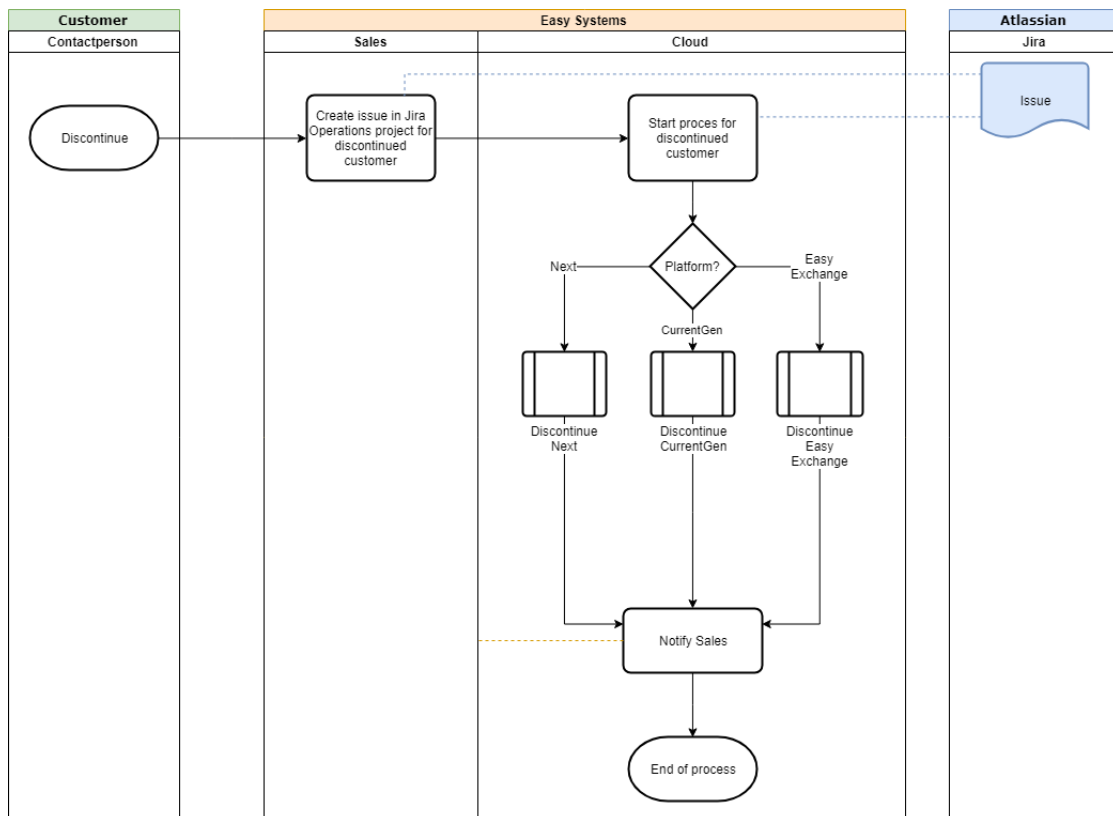 Customer
Easy Systems
Atlassian
Contactperson
Sales
Cloud
Jira
Discontinue
Create issue in Jira
Operations project for
discontinued
customer
Start proces for
discontinued
customer
Issue
Next
Platform?
Easy
Exchange
CurrentGen
Discontinue
Next
Discontinue
CurrentGen
Discontinue
Easy
Exchange
Notify Sales
End of process